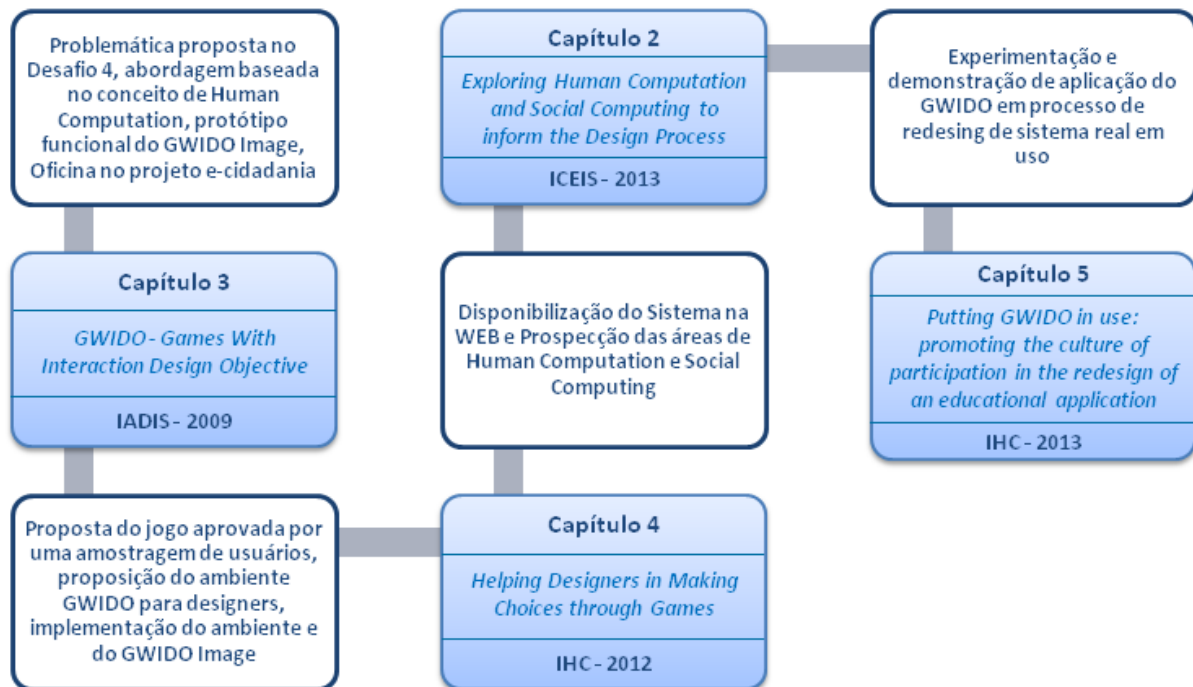 Problemática proposta no
Desafio 4, abordagem baseada
no conceito de Human
Computation, protótipo
funcional do GWIDO Image,
Oficina no projeto e-cidadania
Capítulo 3
GWIDO - Games With
Interaction Design Objective
IADIS - 2009
Proposta do jogo aprovada por
uma amostragem de usuários,
proposição do ambiente
GWIDO para designers,
implementação do ambiente e
do GWIDO Image
Capítulo 4
Helping Designers in Making
Choices through Games
IHC - 2012
Disponibilização do Sistema na
WEB e Prospecção das áreas de
Human Computation e Social
Computing
Capítulo 2
Exploring Human Computation
and Social Computing to
inform the Design Process
ICEIS - 2013
Experimentação e
demonstração de aplicação do
GWIDO em processo de
redesing de sistema real em
uso
Capítulo 5
Putting GWIDO in use:
promoting the culture of
participation in the redesign of
an educational application
IHC - 2013